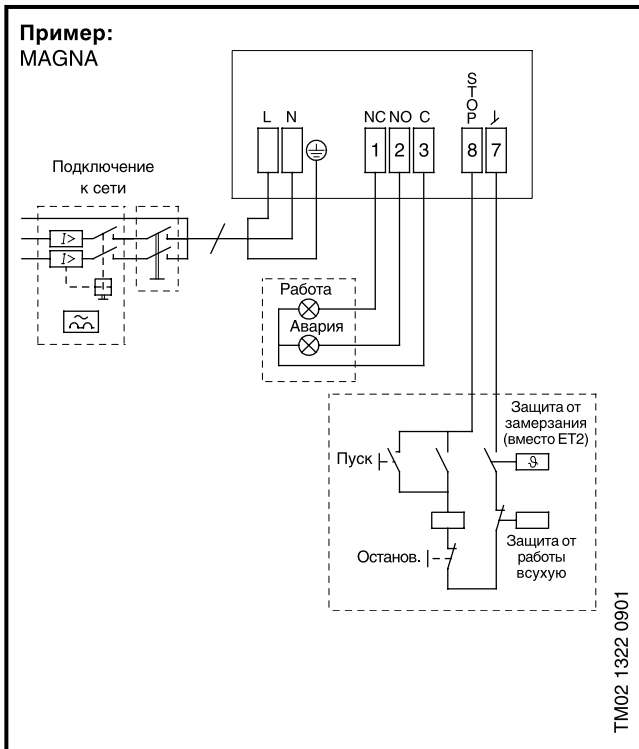 Пример:
MAGNA
STOP
L N NC NO C
1 2 3 8 7
Подключение
к сети
I>
I>
Работа
Авария
Защита от
замерзания
(вместо ET2)
Пуск
ϑ
Останов.
Защита от
работы
всухую
TM02 1322 0901